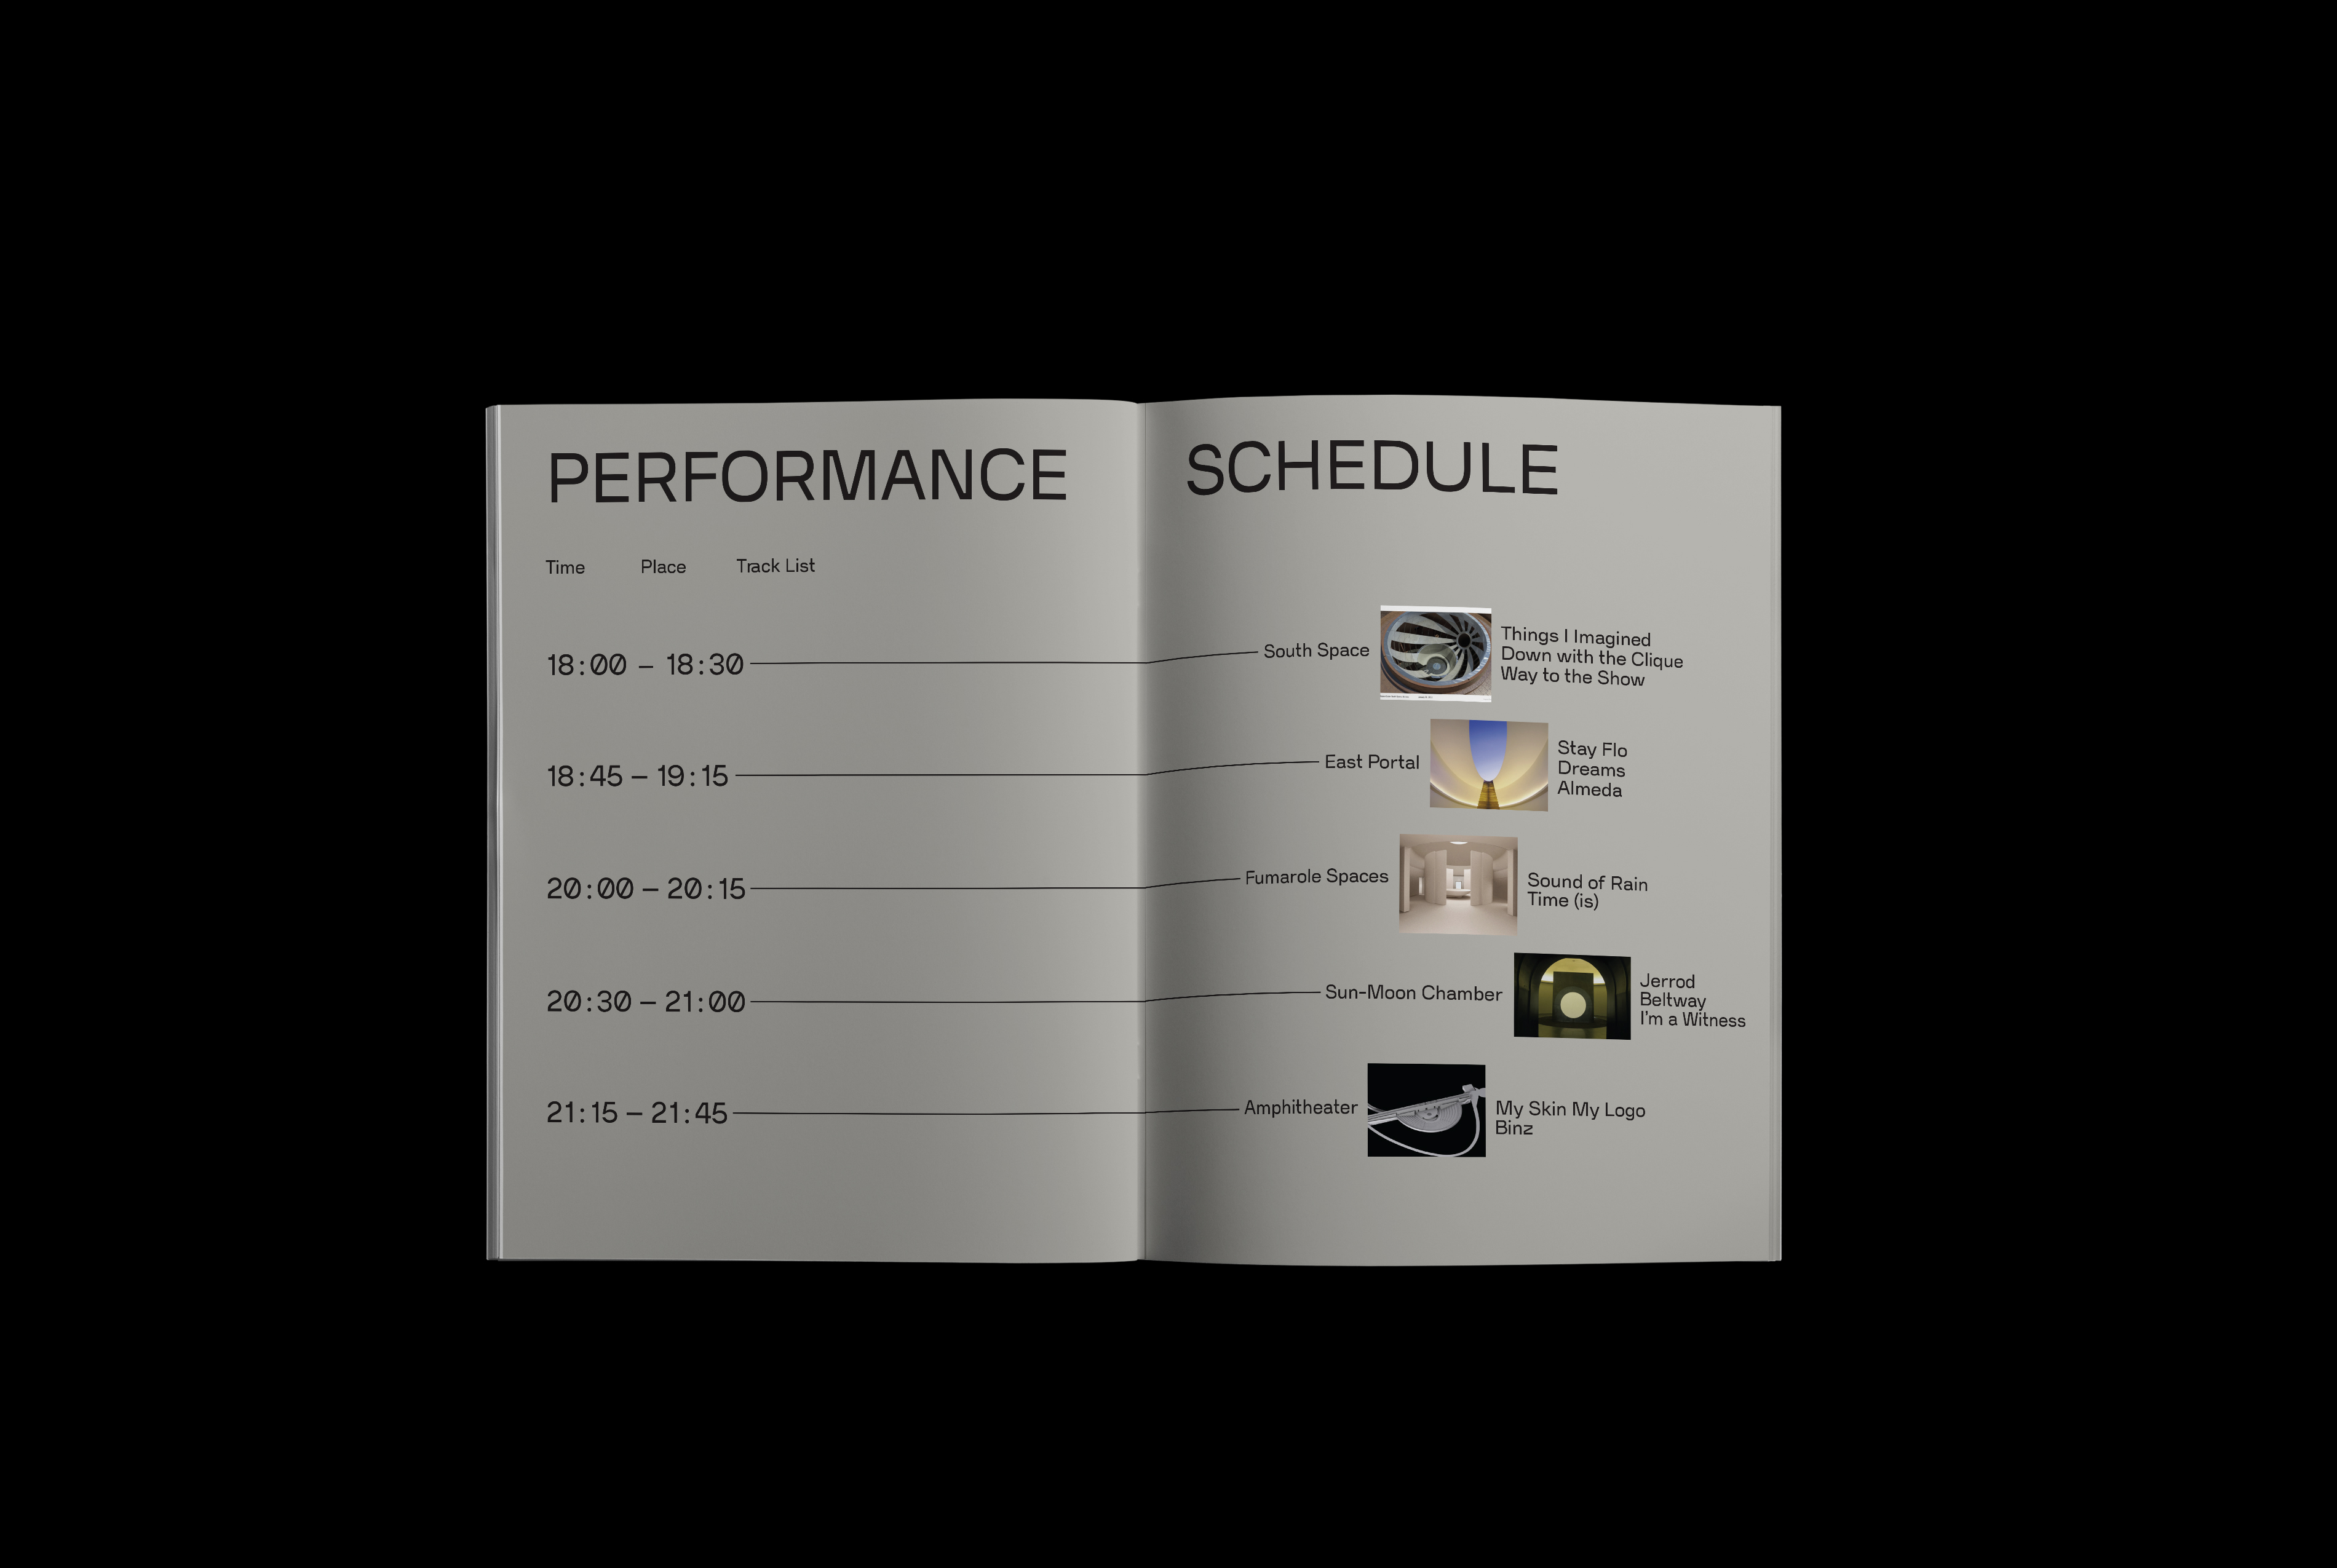 PERFORMANCE SCHEDULE
Time Place Track List
18:00 – 18:30 South Space
Things I Imagined
Down with the Clique
Way to the Show
18:45 – 19:15 East Portal
Stay Flo
Dreams
Almeda
20:00 – 20:15 Fumarole Spaces
Sound of Rain
Time (is)
20:30 – 21:00 Sun-Moon Chamber
Jerrod
Beltway
I'm a Witness
21:15 – 21:45 Amphitheater
My Skin My Logo
Binz